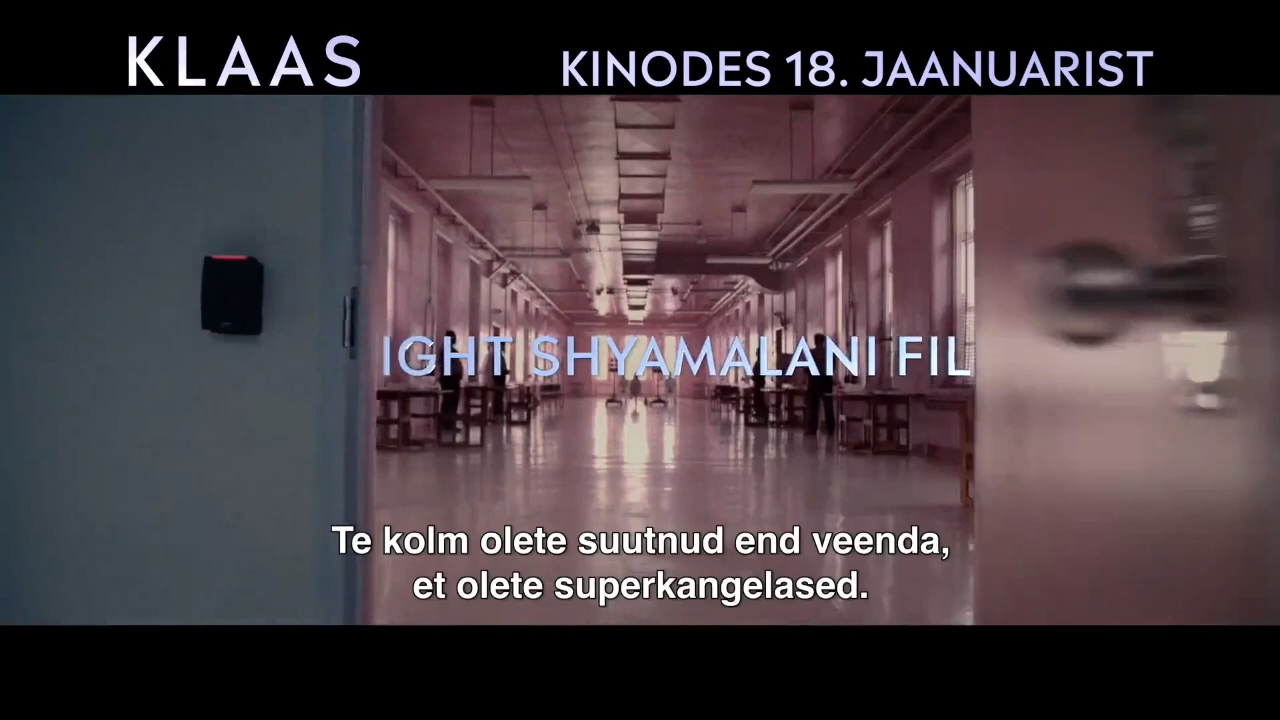 KLAAS
KINODES 18. JAANUARIST
IGHT SHYAMALANI FIL
Te kolm olete suutnud end veenda,
et olete superkangelased.